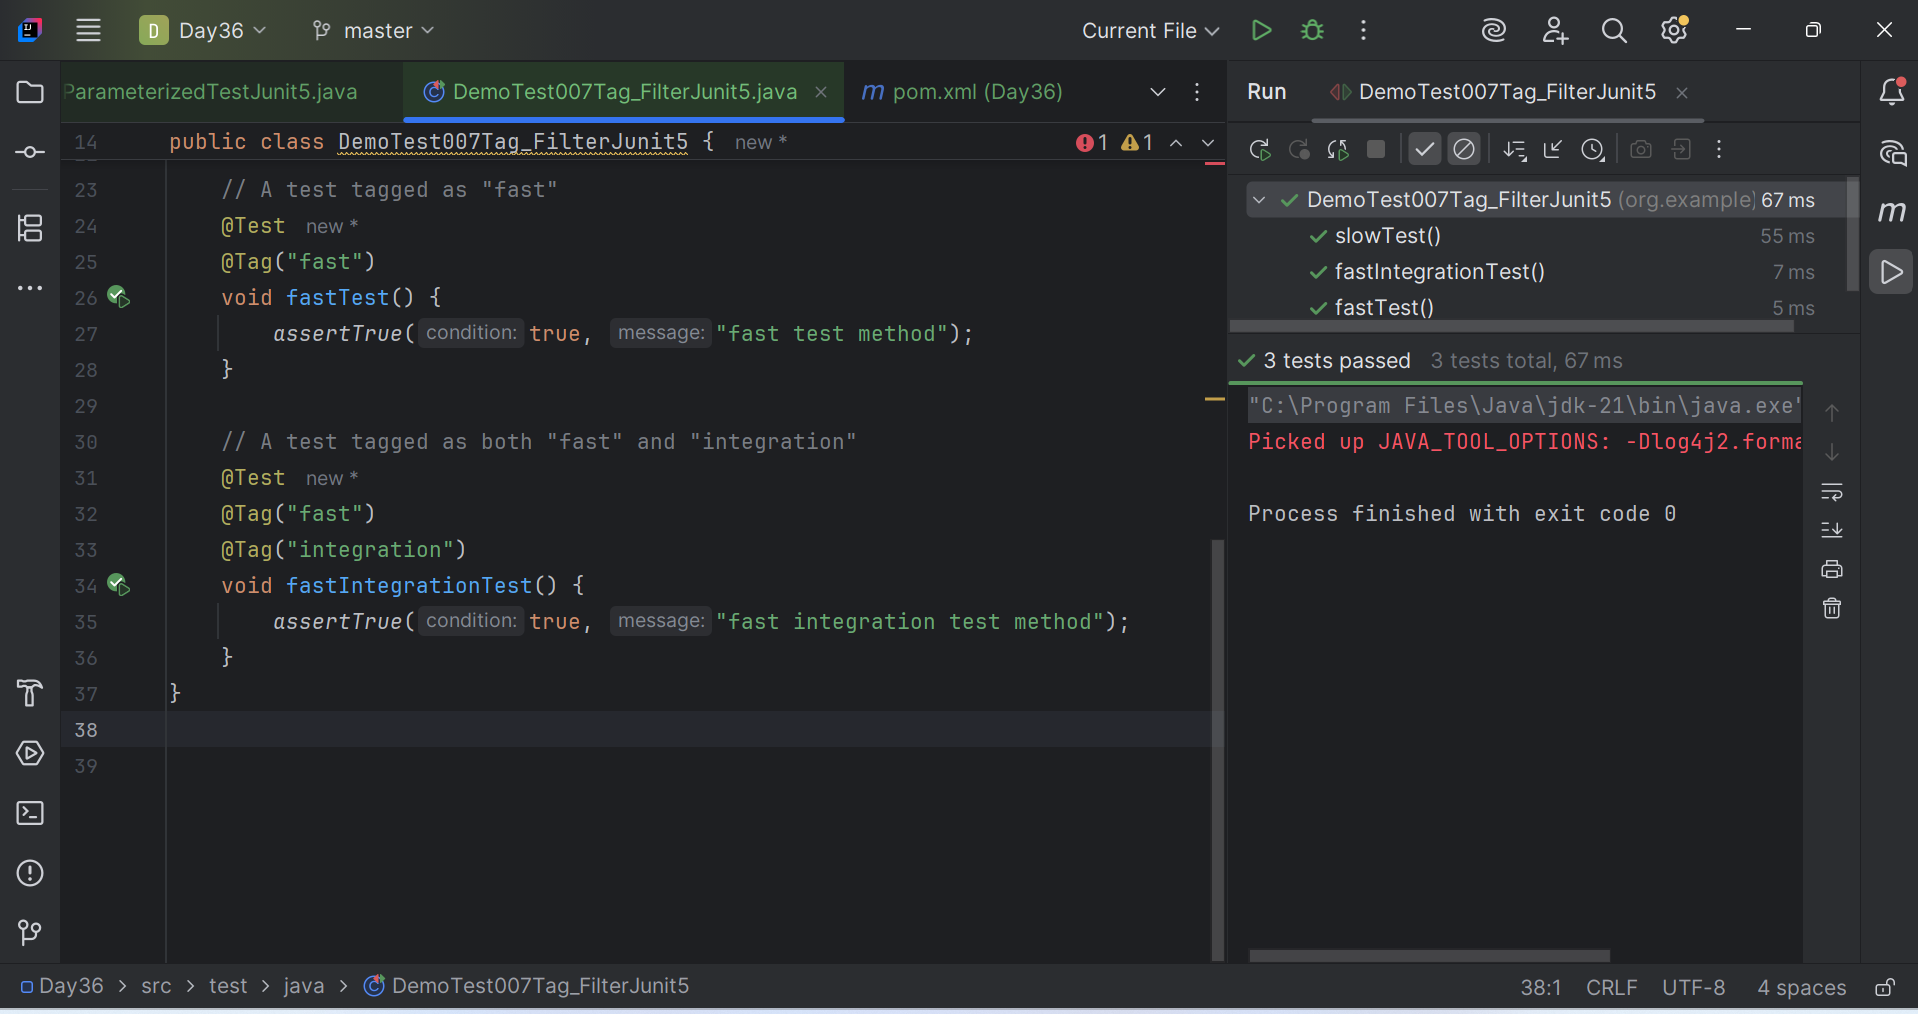 D Day36 master Current File
ParameterizedTestJunit5.java DemoTest007Tag_FilterJunit5.java pom.xml (Day36) Run DemoTest007Tag_FilterJunit5
14 public class DemoTest007Tag_FilterJunit5 { new * 1 1
23 // A test tagged as "fast"
24 @Test new *
25 @Tag("fast")
26 void fastTest() {
27 assertTrue( condition: true, message: "fast test method");
28 }
29
30 // A test tagged as both "fast" and "integration"
31 @Test new *
32 @Tag("fast")
33 @Tag("integration")
34 void fastIntegrationTest() {
35 assertTrue( condition: true, message: "fast integration test method");
36 }
37 }
38
39
DemoTest007Tag_FilterJunit5 (org.example) 67 ms
slowTest() 55 ms
fastIntegrationTest() 7 ms
fastTest() 5 ms
3 tests passed 3 tests total, 67 ms
"C:\Program Files\Java\jdk-21\bin\java.exe"
Picked up JAVA_TOOL_OPTIONS: -Dlog4j2.forma
Process finished with exit code 0
Day36 > src > test > java > DemoTest007Tag_FilterJunit5 38:1 CRLF UTF-8 4 spaces